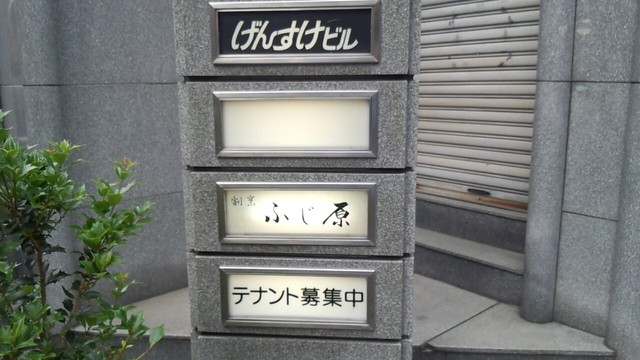 げんすけビル
割烹 ふじ原
テナント募集中